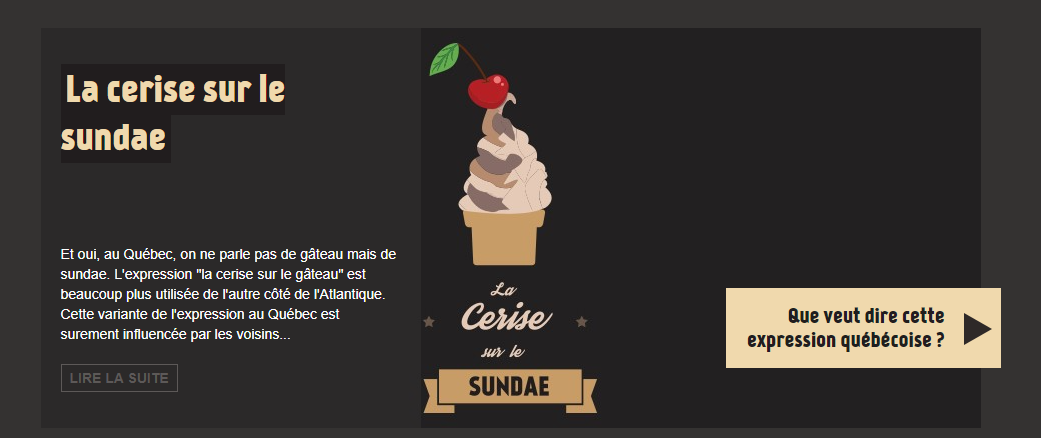 La cerise sur le
sundae
Et oui, au Québec, on ne parle pas de gâteau mais de
sundae. L'expression "la cerise sur le gâteau" est
beaucoup plus utilisée de l'autre côté de l'Atlantique.
Cette variante de l'expression au Québec est
surement influencée par les voisins...
LIRE LA SUITE
La
Cerise
sur le
SUNDAE
Que veut dire cette
expression québécoise ?